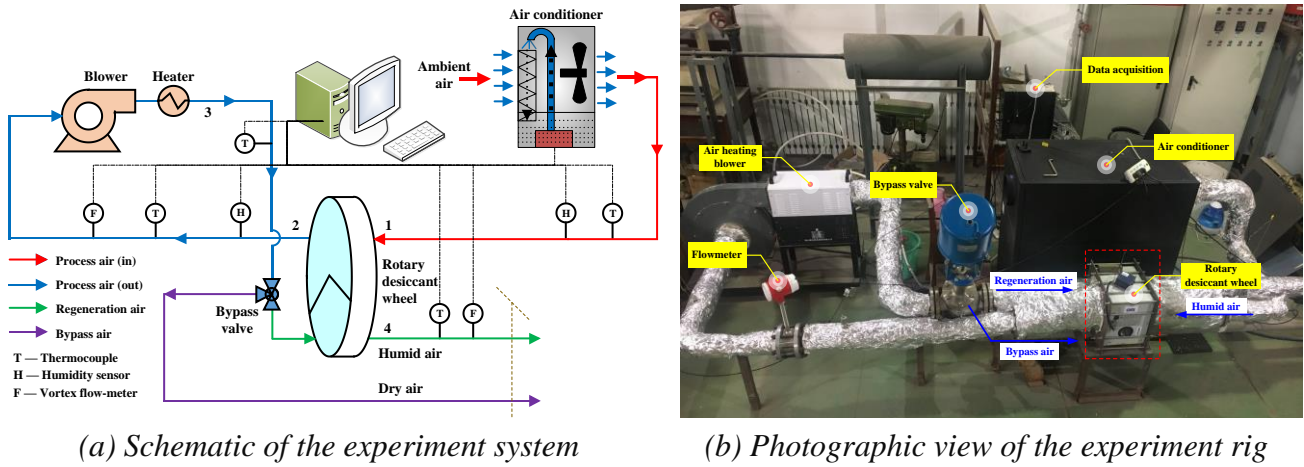 Air conditioner
Ambient
air
Blower
Heater
3
T
F
T
H
H
T
2
1
Process air (in)
Process air (out)
Regeneration air
Bypass air
Rotary
desiccant
wheel
Bypass
valve
T
F
4
Humid air
Dry air
T — Thermocouple
H — Humidity sensor
F — Vortex flow-meter
(a) Schematic of the experiment system
Data acquisition
Air heating
blower
Air conditioner
Bypass valve
Flowmeter
Regeneration air
Rotary
desiccant wheel
Humid air
Bypass air
(b) Photographic view of the experiment rig